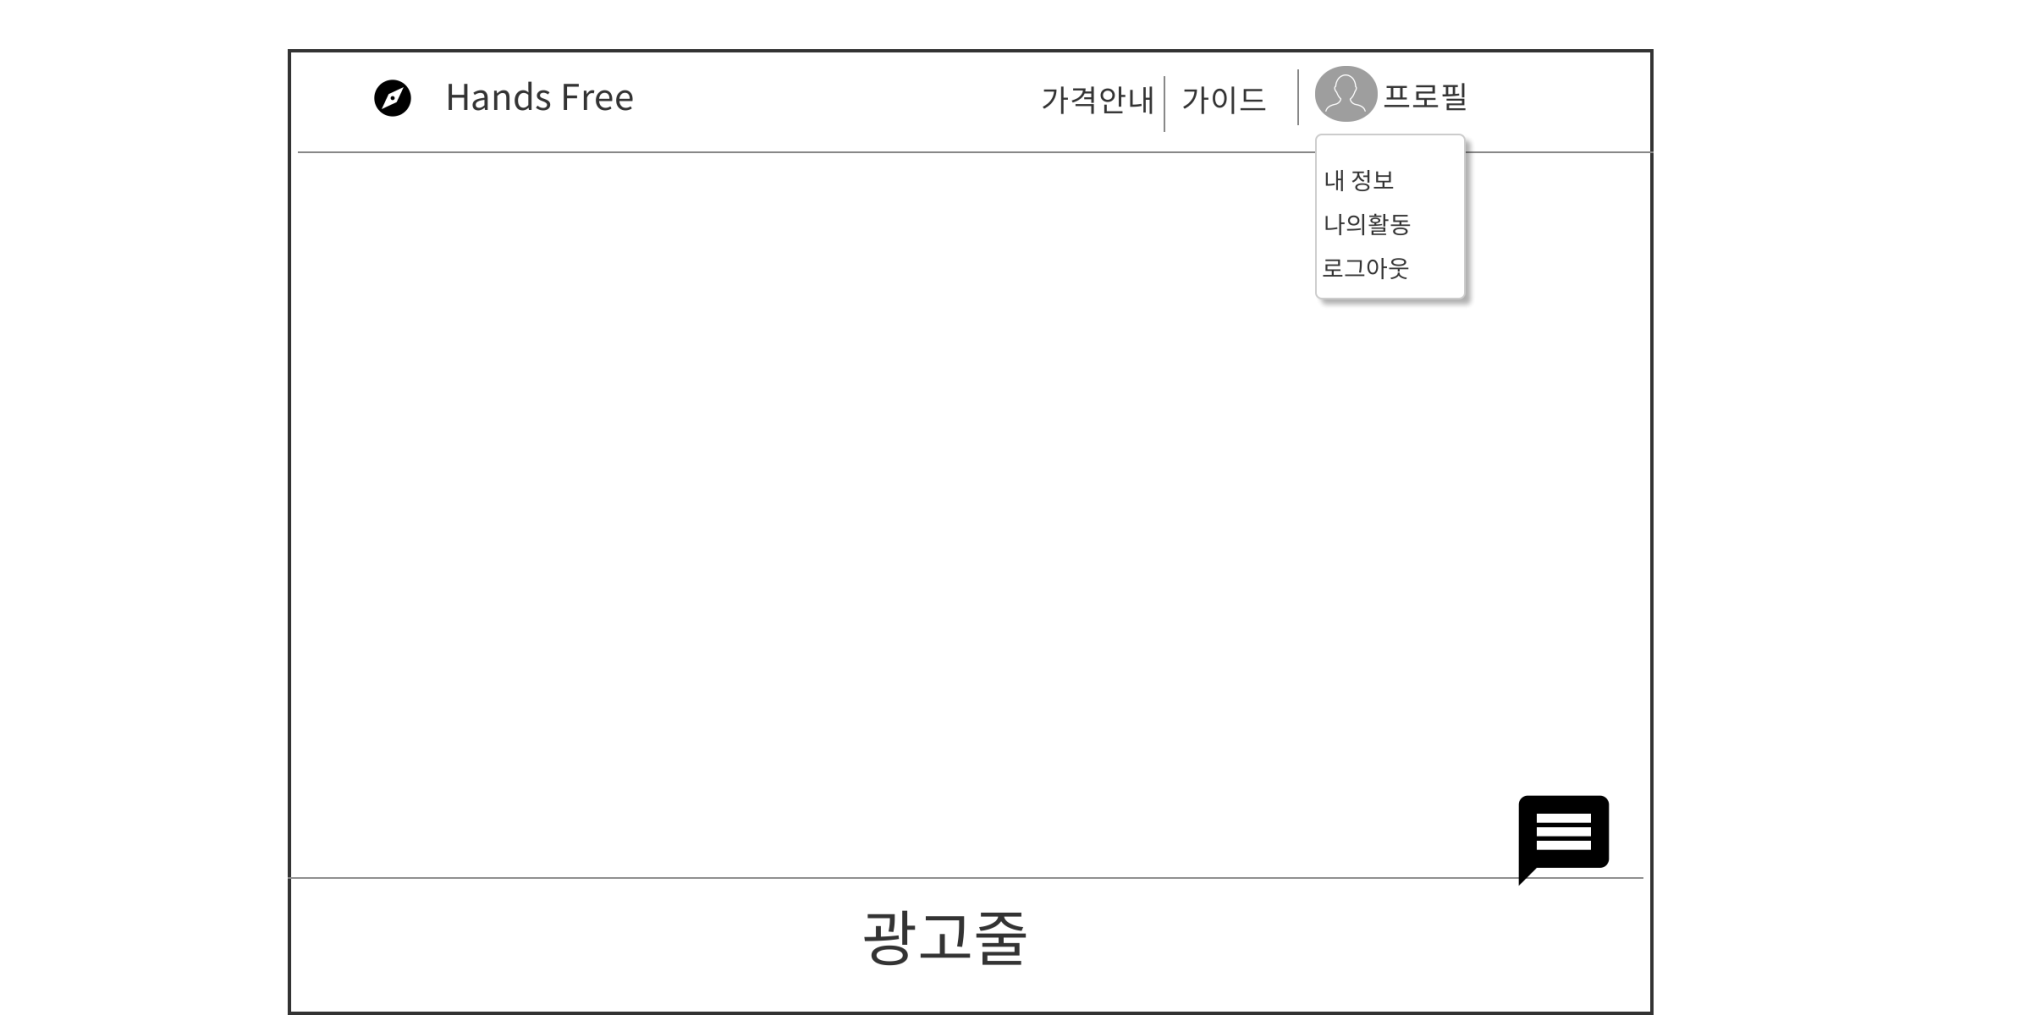 Hands Free
가격안내
가이드
프로필
내 정보
나의활동
로그아웃
광고줄